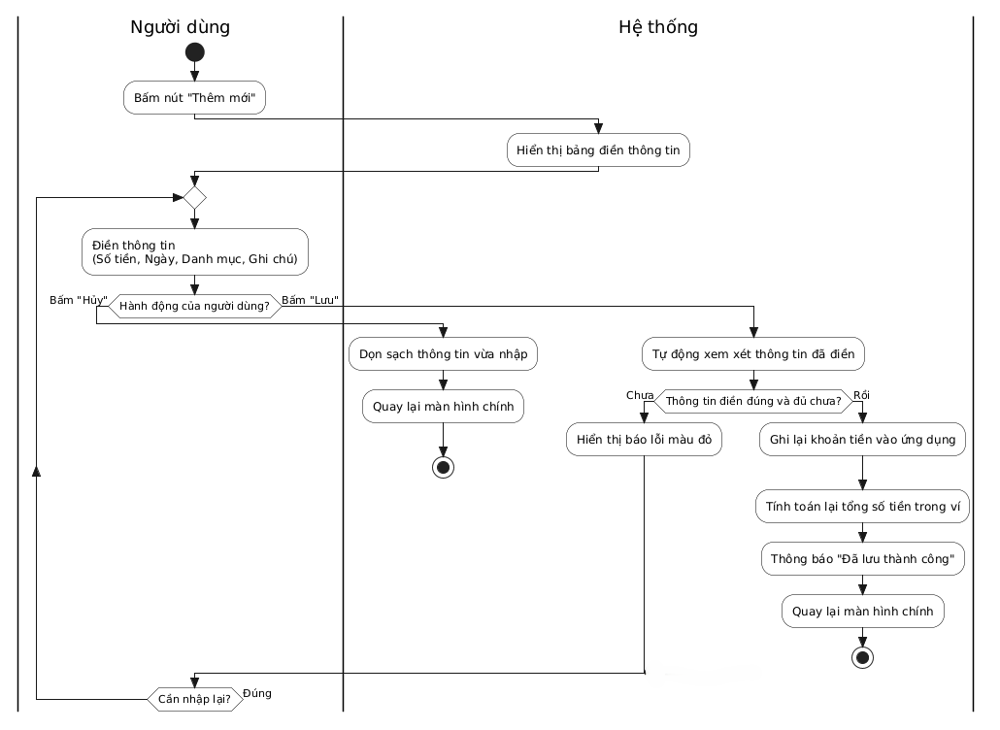 Người dùng
Hệ thống
Bấm nút "Thêm mới"
Hiển thị bảng điền thông tin
Điền thông tin
(Số tiền, Ngày, Danh mục, Ghi chú)
Bấm "Hủy"
Hành động của người dùng?
Bấm "Lưu"
Dọn sạch thông tin vừa nhập
Tự động xem xét thông tin đã điền
Quay lại màn hình chính
Chưa
Thông tin điền đúng và đủ chưa?
Rồi
Hiển thị báo lỗi màu đỏ
Ghi lại khoản tiền vào ứng dụng
Tính toán lại tổng số tiền trong ví
Thông báo "Đã lưu thành công"
Quay lại màn hình chính
Cần nhập lại?
Đúng